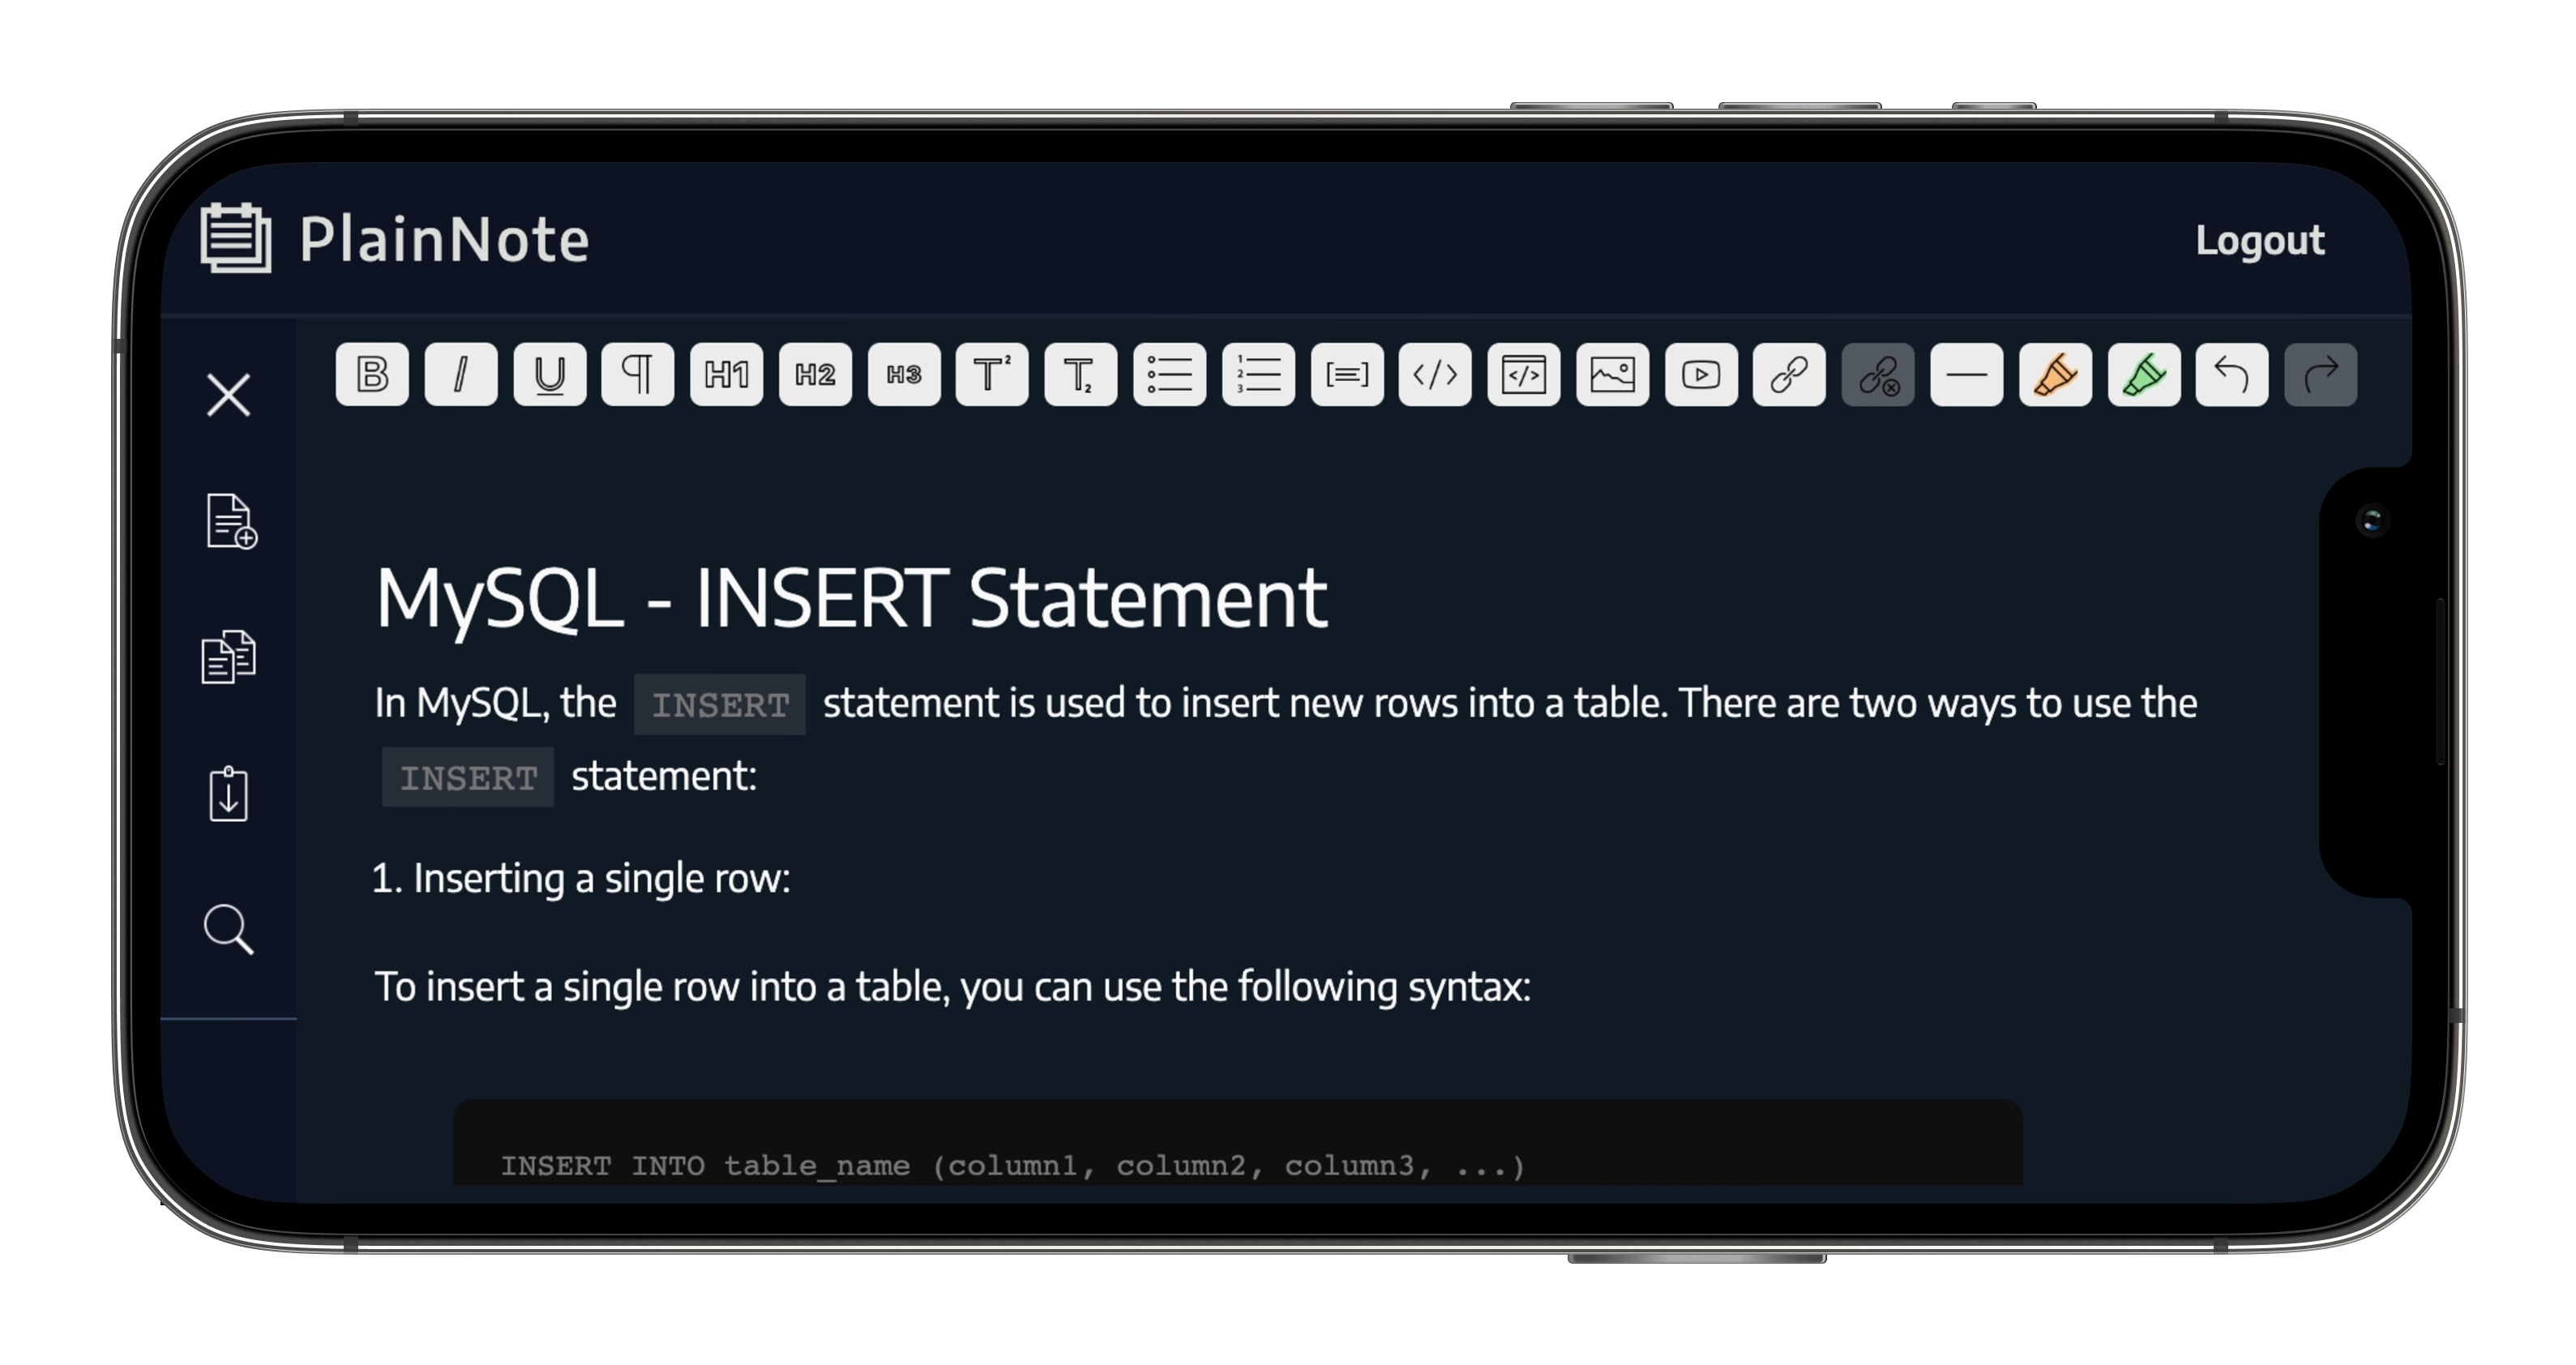 PlainNote
Logout
B I U ¶ H1 H2 H3 T² T₂ </> </>
MySQL - INSERT Statement
In MySQL, the INSERT statement is used to insert new rows into a table. There are two ways to use the
INSERT statement:
1. Inserting a single row:
To insert a single row into a table, you can use the following syntax:
INSERT INTO table_name (column1, column2, column3, ...)